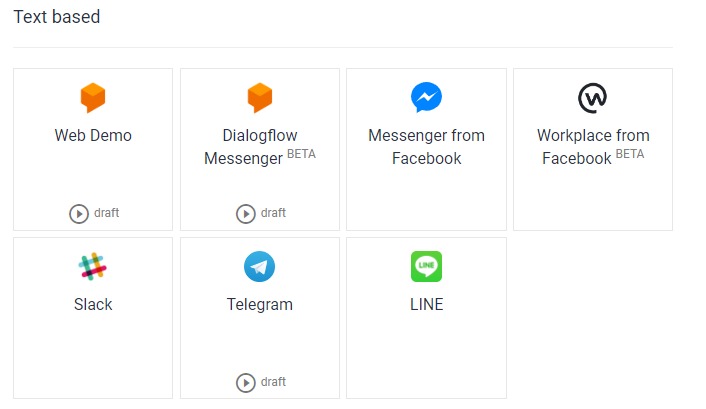 Text based
Web Demo
draft
Dialogflow
Messenger BETA
draft
Messenger from
Facebook
Workplace from
Facebook BETA
Slack
Telegram
draft
LINE
LINE